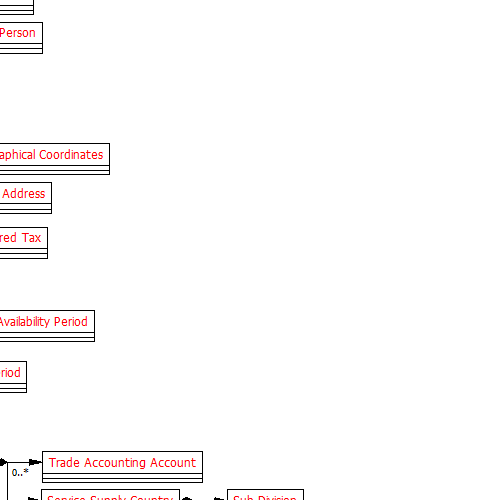 Person
aphical Coordinates
Address
red Tax
Availability Period
riod
Trade Accounting Account
0..*
Service Supply Country
Sub Division